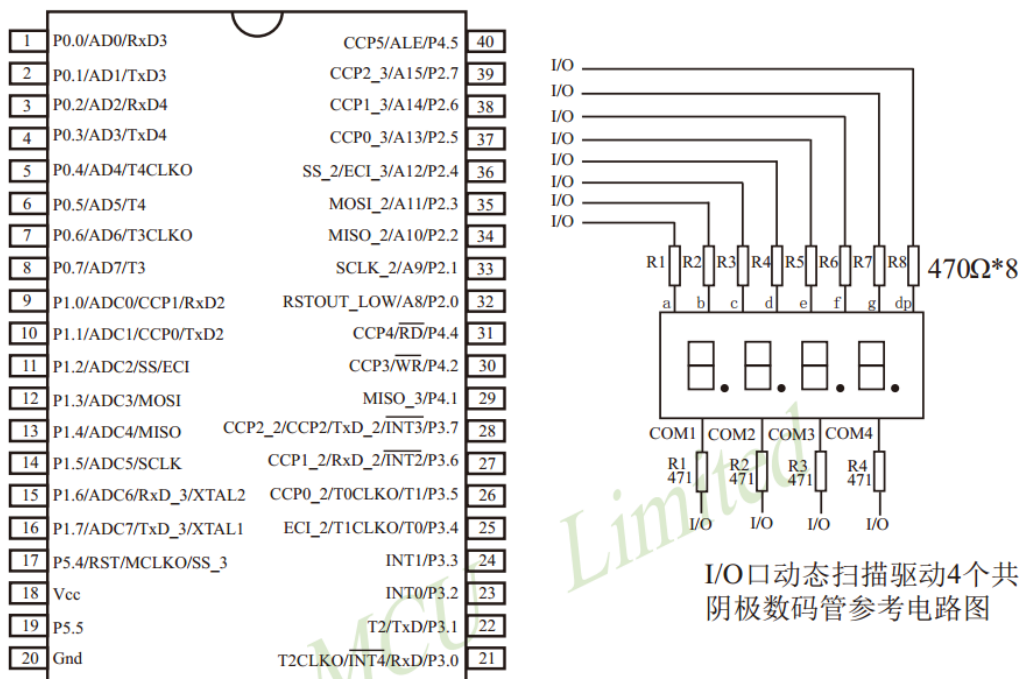 1 P0.0/AD0/RxD3 CCP5/ALE/P4.5 40
2 P0.1/AD1/TxD3 CCP2_3/A15/P2.7 39
3 P0.2/AD2/RxD4 CCP1_3/A14/P2.6 38
4 P0.3/AD3/TxD4 CCP0_3/A13/P2.5 37
5 P0.4/AD4/T4CLKO SS_2/ECI_3/A12/P2.4 36
6 P0.5/AD5/T4 MOSI_2/A11/P2.3 35
7 P0.6/AD6/T3CLKO MISO_2/A10/P2.2 34
8 P0.7/AD7/T3 SCLK_2/A9/P2.1 33
9 P1.0/ADC0/CCP1/RxD2 RSTOUT_LOW/A8/P2.0 32
10 P1.1/ADC1/CCP0/TxD2 CCP4/RD/P4.4 31
11 P1.2/ADC2/SS/ECI CCP3/WR/P4.2 30
12 P1.3/ADC3/MOSI MISO_3/P4.1 29
13 P1.4/ADC4/MISO CCP2_2/CCP2/TxD_2/INT3/P3.7 28
14 P1.5/ADC5/SCLK CCP1_2/RxD_2/INT2/P3.6 27
15 P1.6/ADC6/RxD_3/XTAL2 CCP0_2/T0CLKO/T1/P3.5 26
16 P1.7/ADC7/TxD_3/XTAL1 ECI_2/T1CLKO/T0/P3.4 25
17 P5.4/RST/MCLKO/SS_3 INT1/P3.3 24
18 Vcc INT0/P3.2 23
19 P5.5 T2/TxD/P3.1 22
20 Gnd T2CLKO/INT4/RxD/P3.0 21
I/O
I/O
I/O
I/O
I/O
I/O
I/O
I/O
R1 R2 R3 R4 R5 R6 R7 R8 470Ω*8
a b c d e f g dp
COM1 COM2 COM3 COM4
R1 R2 R3 R4
471 471 471 471
I/O I/O I/O I/O
I/O口动态扫描驱动4个共
阴极数码管参考电路图
MCU Limited